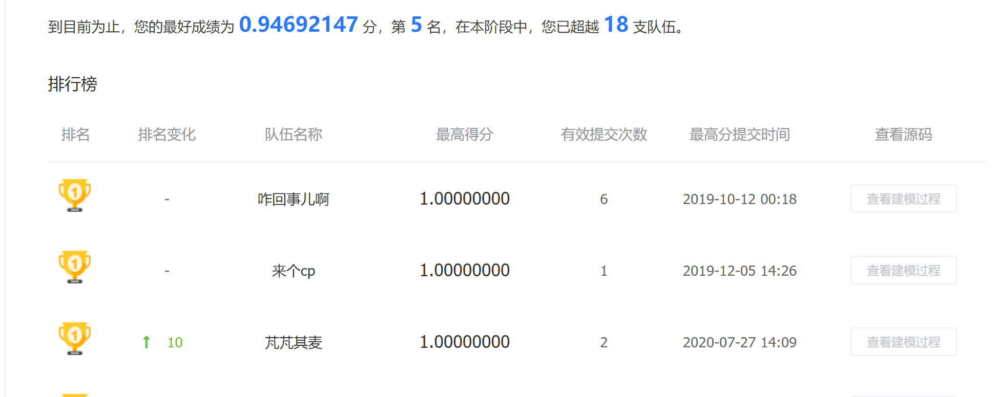 到目前为止，您的最好成绩为 0.94692147 分，第 5 名，在本阶段中，您已超越 18 支队伍。
排行榜
排名 排名变化 队伍名称 最高得分 有效提交次数 最高分提交时间 查看源码
1 - 咋回事儿啊 1.00000000 6 2019-10-12 00:18 查看建模过程
1 - 来个cp 1.00000000 1 2019-12-05 14:26 查看建模过程
1 ↑ 10 芃芃其麦 1.00000000 2 2020-07-27 14:09 查看建模过程